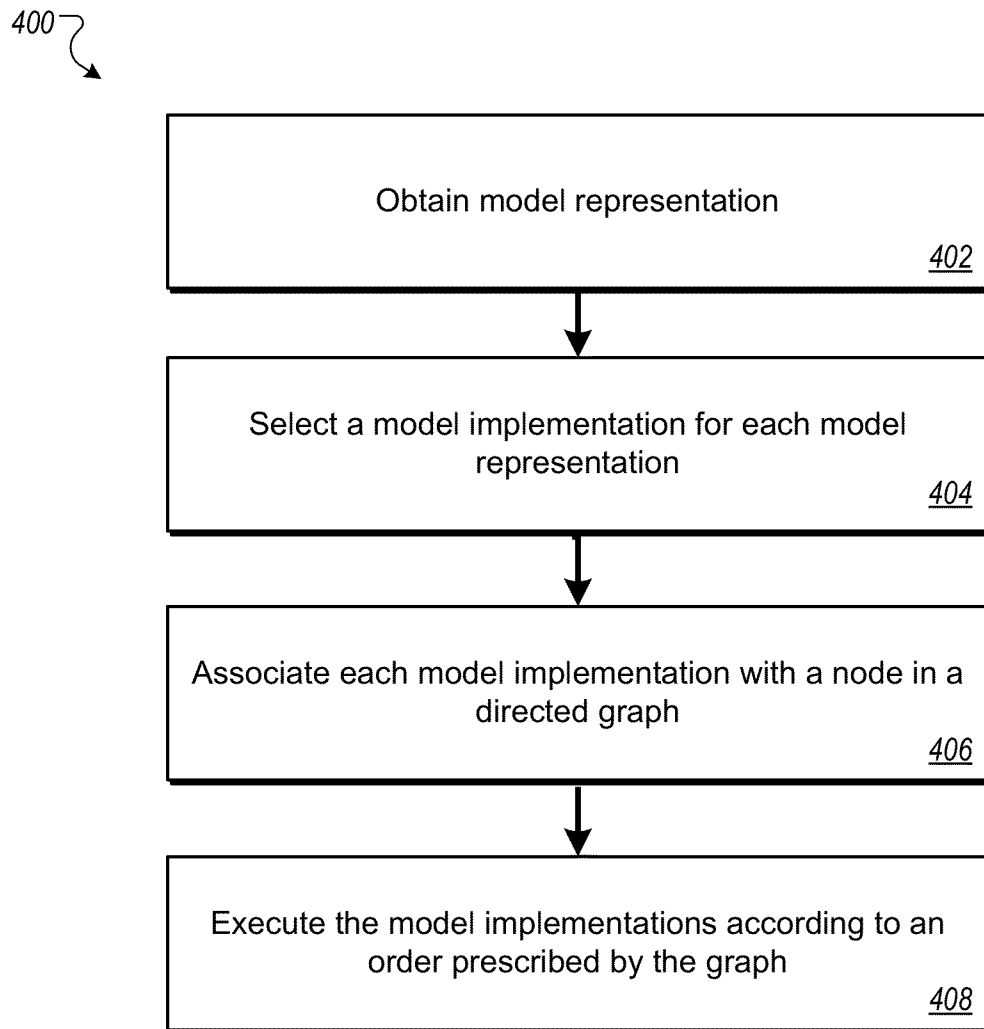 400
Obtain model representation
402
Select a model implementation for each model
representation
404
Associate each model implementation with a node in a
directed graph
406
Execute the model implementations according to an
order prescribed by the graph
408